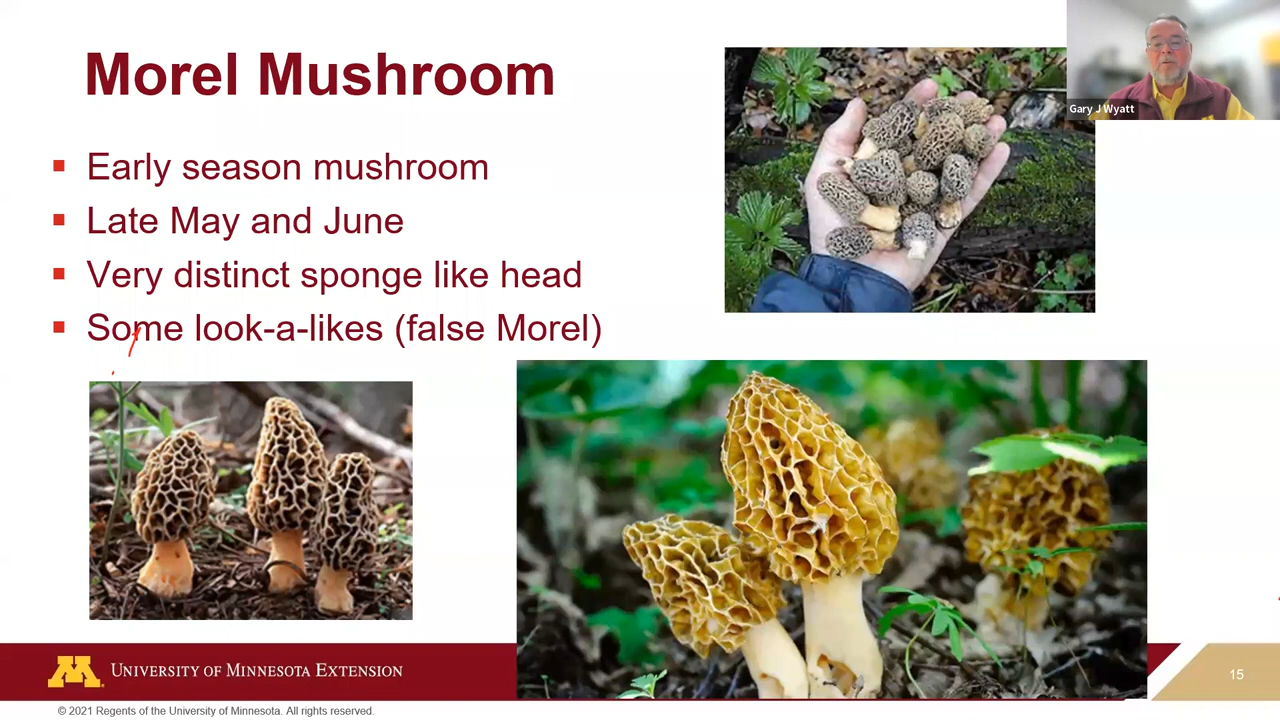 Morel Mushroom
Early season mushroom
Late May and June
Very distinct sponge like head
Some look-a-likes (false Morel)
Gary J Wyatt
M
UNIVERSITY OF MINNESOTA EXTENSION
15
© 2021 Regents of the University of Minnesota. All rights reserved.